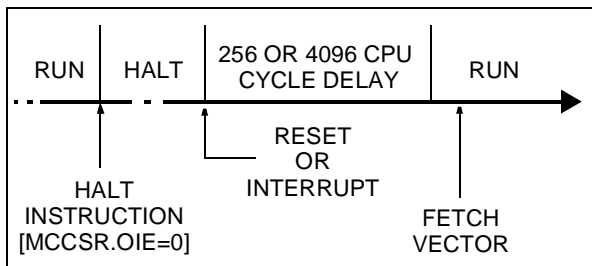 RUN
HALT
256 OR 4096 CPU
CYCLE DELAY
RUN
RESET
OR
INTERRUPT
HALT
INSTRUCTION
[MCCSR.OIE=0]
FETCH
VECTOR